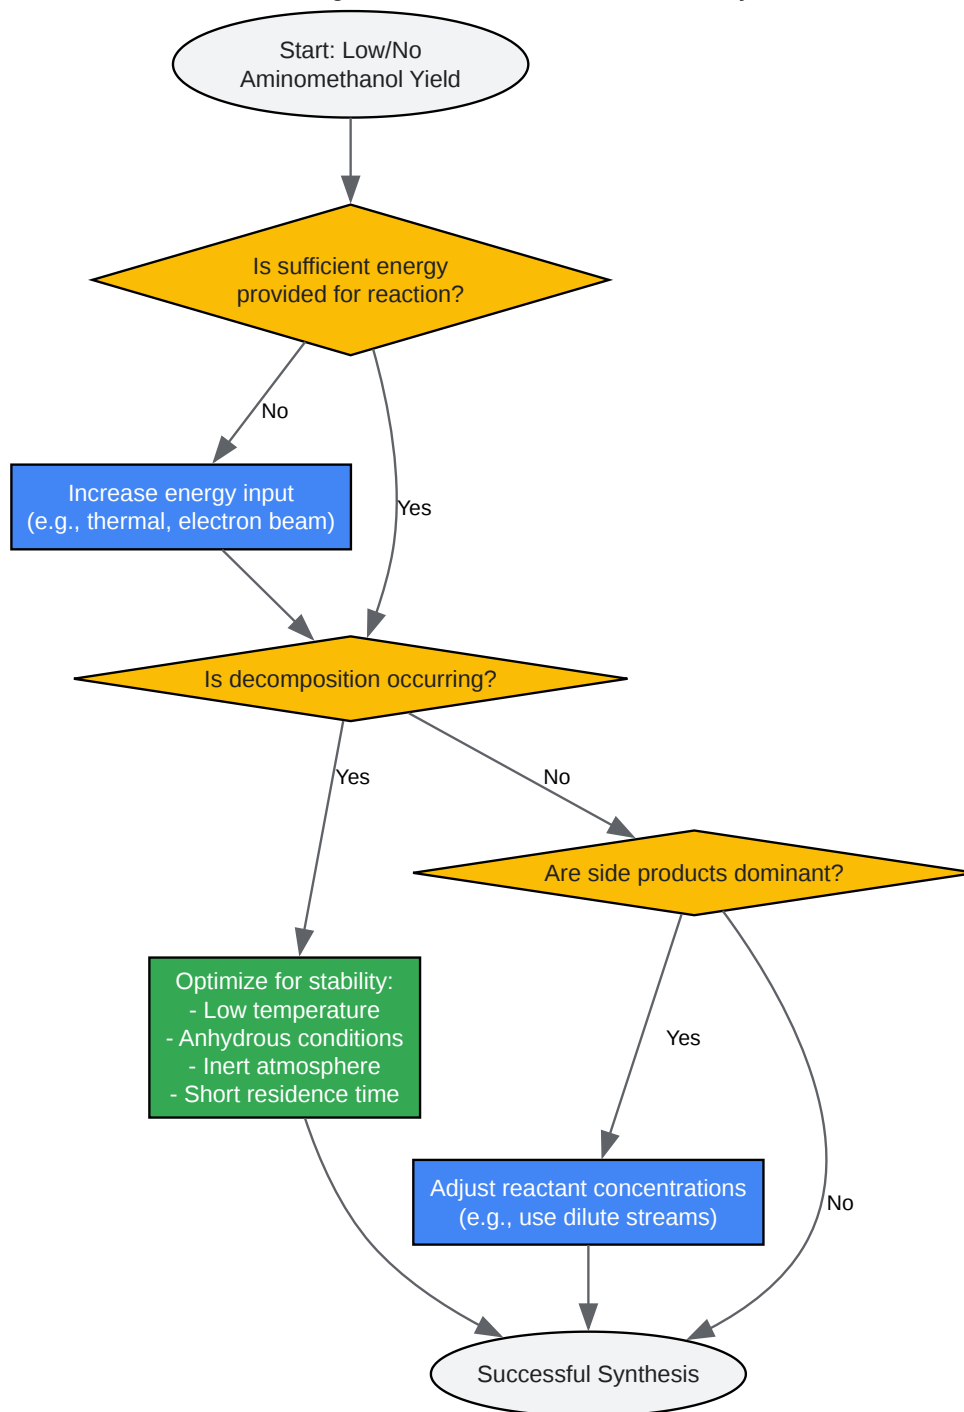 Start: Low/No
Aminomethanol Yield
Is sufficient energy
provided for reaction?
No
Yes
Increase energy input
(e.g., thermal, electron beam)
Is decomposition occurring?
Yes
No
Are side products dominant?
Optimize for stability:
- Low temperature
- Anhydrous conditions
- Inert atmosphere
- Short residence time
Yes
No
Adjust reactant concentrations
(e.g., use dilute streams)
Successful Synthesis